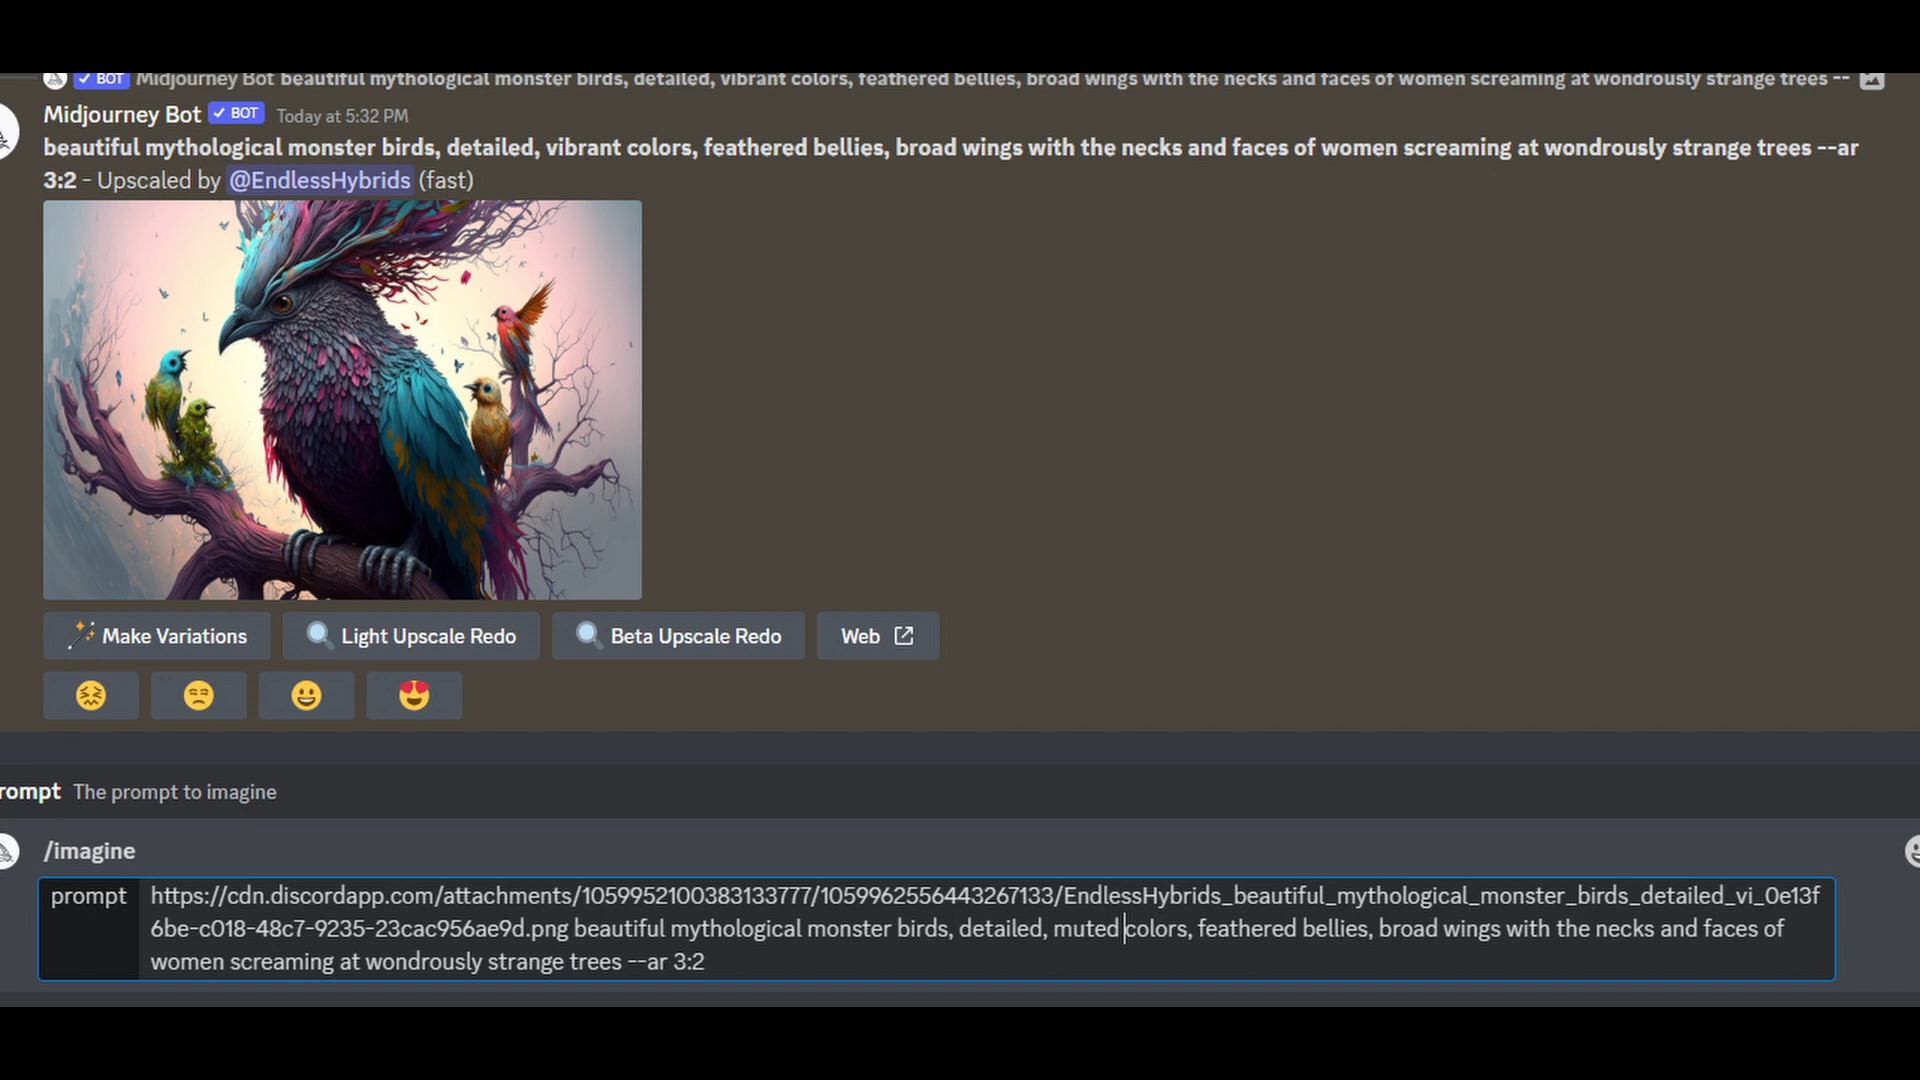 BOT Midjourney Bot beautiful mythological monster birds, detailed, vibrant colors, feathered bellies, broad wings with the necks and faces of women screaming at wondrously strange trees --
Midjourney Bot BOT Today at 5:32 PM
beautiful mythological monster birds, detailed, vibrant colors, feathered bellies, broad wings with the necks and faces of women screaming at wondrously strange trees --ar
3:2 - Upscaled by @EndlessHybrids (fast)
Make Variations Light Upscale Redo Beta Upscale Redo Web
rompt The prompt to imagine
/imagine
prompt https://cdn.discordapp.com/attachments/1059952100383133777/1059962556443267133/EndlessHybrids_beautiful_mythological_monster_birds_detailed_vi_0e13f
6be-c018-48c7-9235-23cac956ae9d.png beautiful mythological monster birds, detailed, muted colors, feathered bellies, broad wings with the necks and faces of
women screaming at wondrously strange trees --ar 3:2